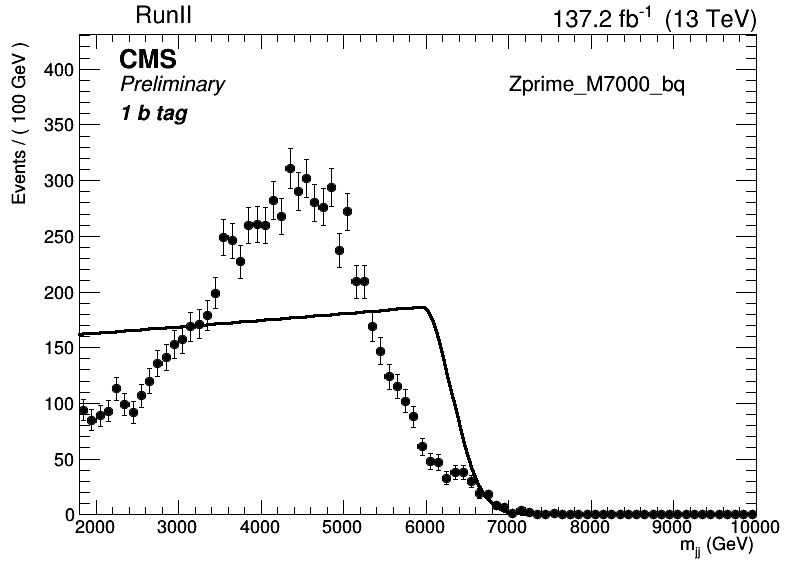 RunII
137.2 fb-1 (13 TeV)
CMS
Preliminary
1 b tag
Zprime_M7000_bq
Events / ( 100 GeV )
400
350
300
250
200
150
100
50
0
2000 3000 4000 5000 6000 7000 8000 9000 10000
mjj (GeV)